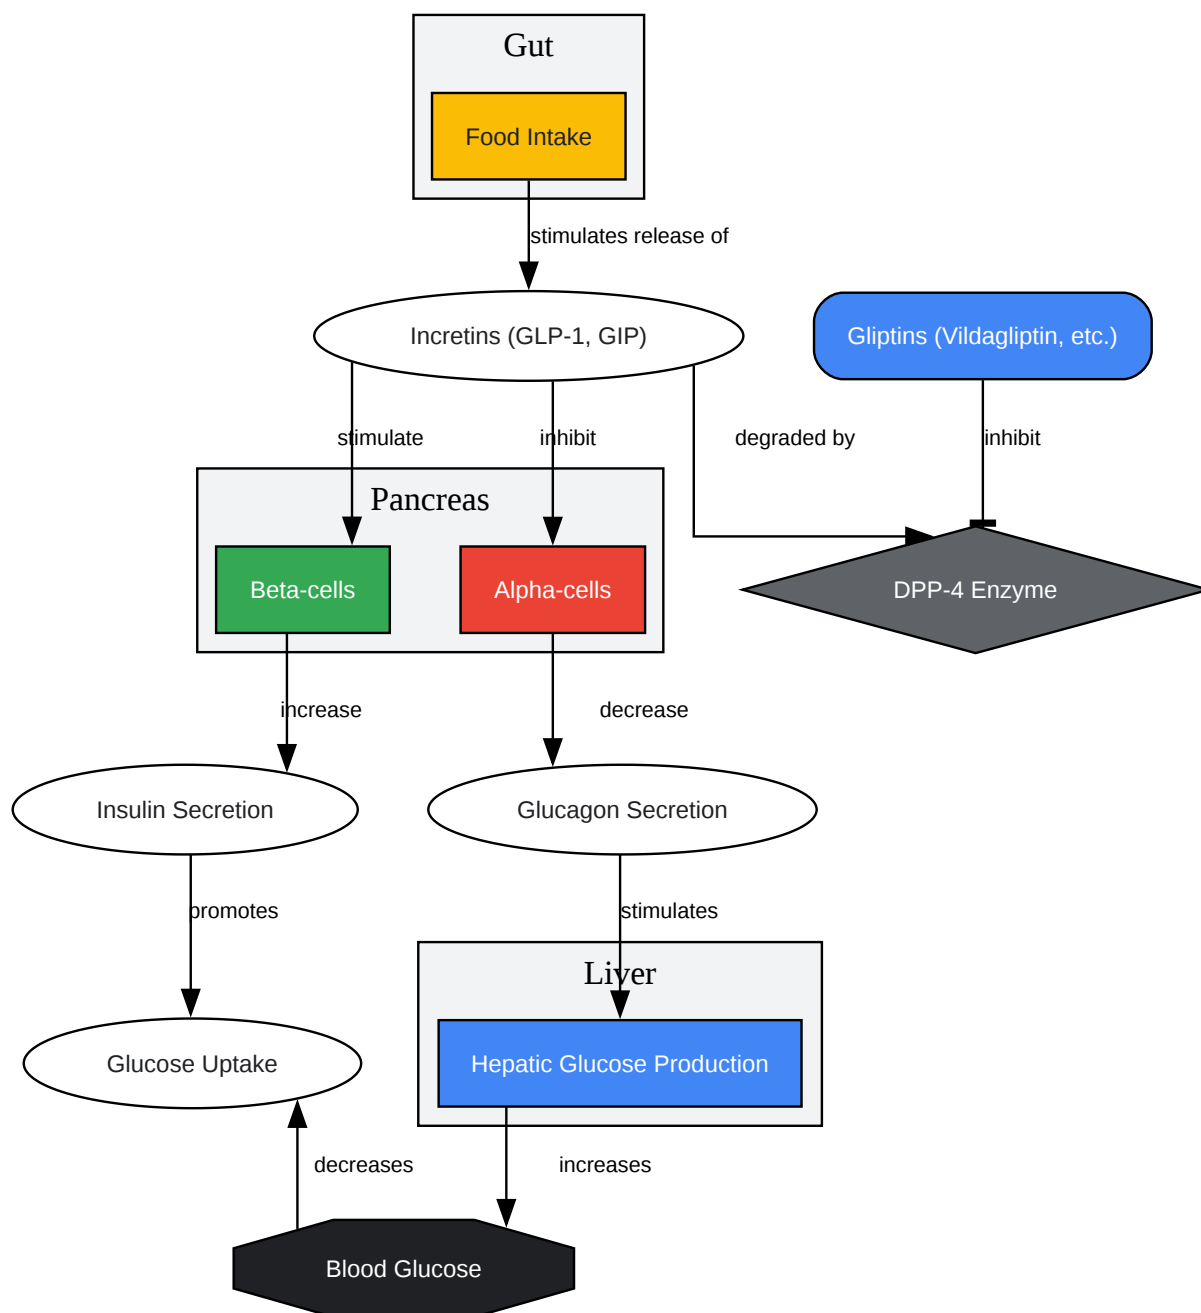 Gut
Food Intake
stimulates release of
Incretins (GLP-1, GIP)
Gliptins (Vildagliptin, etc.)
stimulate
inhibit
degraded by
inhibit
Pancreas
Beta-cells
Alpha-cells
DPP-4 Enzyme
increase
decrease
Insulin Secretion
Glucagon Secretion
promotes
stimulates
Liver
Glucose Uptake
Hepatic Glucose Production
decreases
increases
Blood Glucose